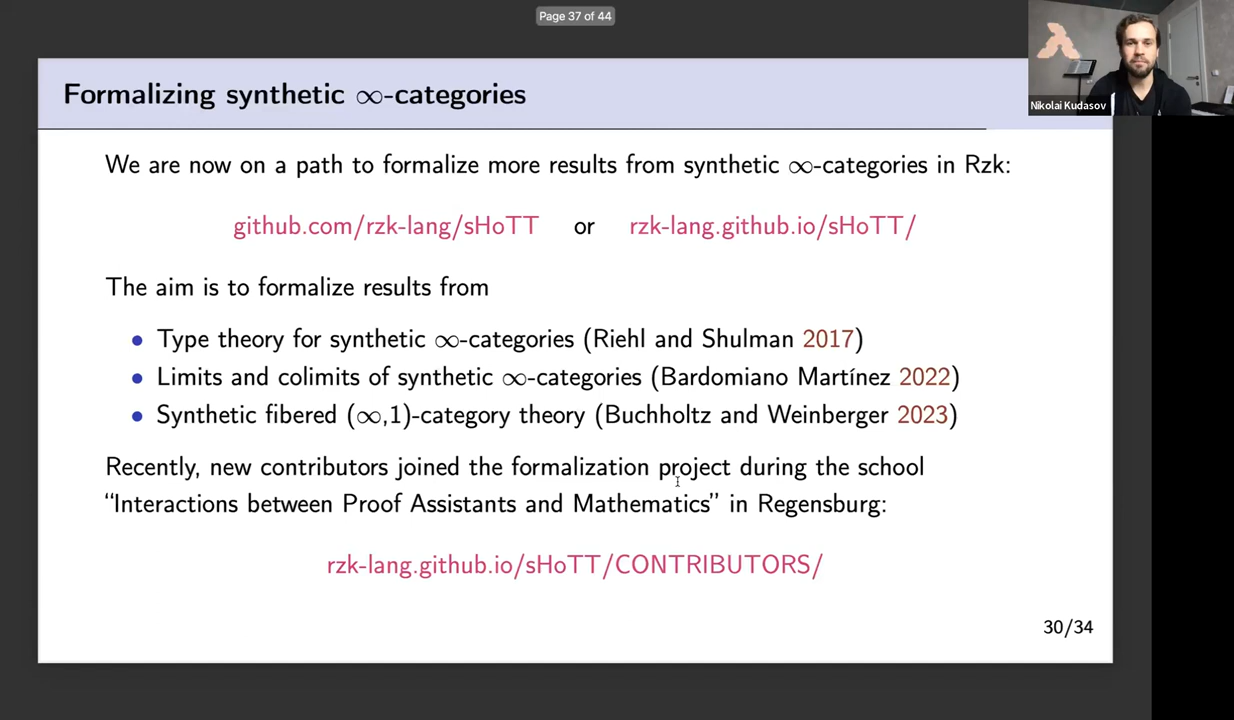 Page 37 of 44
Nikolai Kudasov
Formalizing synthetic ∞-categories
We are now on a path to formalize more results from synthetic ∞-categories in Rzk:
github.com/rzk-lang/sHoTT or rzk-lang.github.io/sHoTT/
The aim is to formalize results from
• Type theory for synthetic ∞-categories (Riehl and Shulman 2017)
• Limits and colimits of synthetic ∞-categories (Bardomiano Martínez 2022)
• Synthetic fibered (∞,1)-category theory (Buchholtz and Weinberger 2023)
Recently, new contributors joined the formalization project during the school
“Interactions between Proof Assistants and Mathematics” in Regensburg:
rzk-lang.github.io/sHoTT/CONTRIBUTORS/
30/34